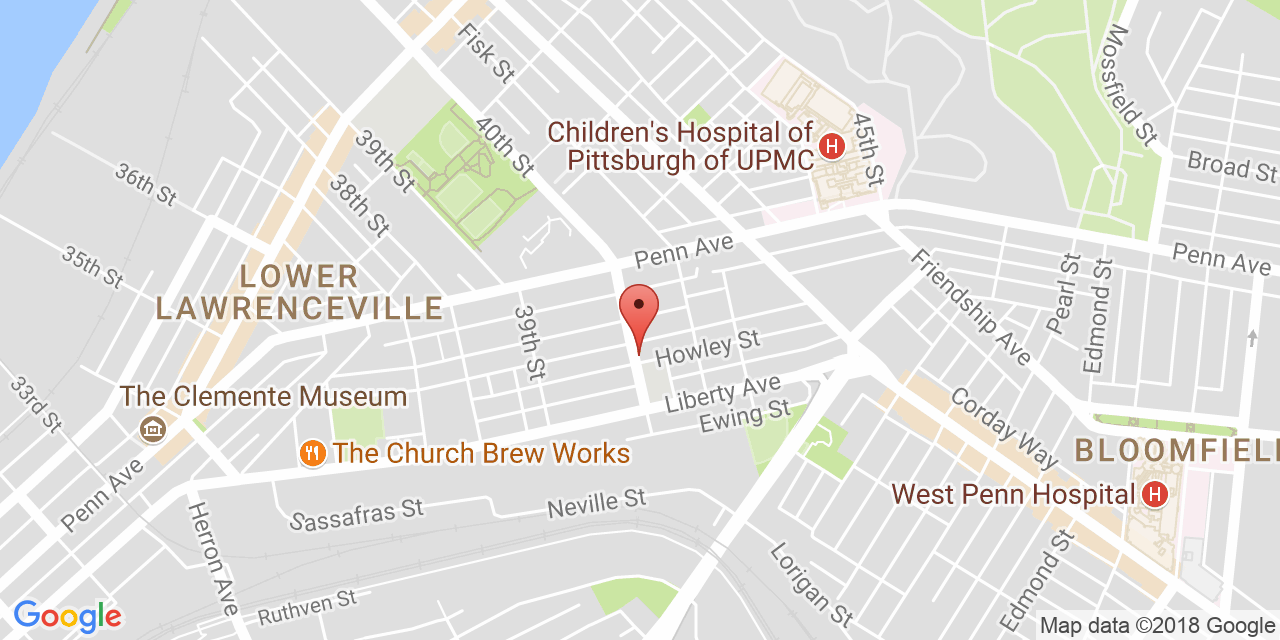 Fisk St
Mossfield St
40th St
45th St
Children's Hospital of
Pittsburgh of UPMC
H
39th St
36th St
38th St
Broad St
Penn Ave
Penn Ave
35th St
LOWER
LAWRENCEVILLE
Friendship Ave
Pearl St
Edmond St
39th St
Howley St
33rd St
The Clemente Museum
Liberty Ave
Ewing St
Corday Way
The Church Brew Works
BLOOMFIEL
West Penn Hospital
H
Penn Ave
Sassafras St
Neville St
Herron Ave
Lorigan St
Edmond St
Ruthven St
Google
Map data ©2018 Google